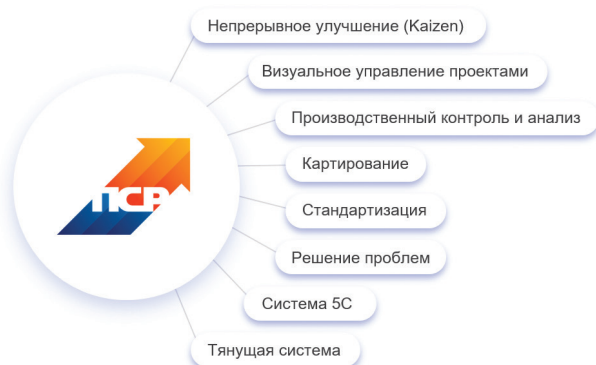 Непрерывное улучшение (Kaizen)
Визуальное управление проектами
Производственный контроль и анализ
ПСР
Картирование
Стандартизация
Решение проблем
Система 5С
Тянущая система